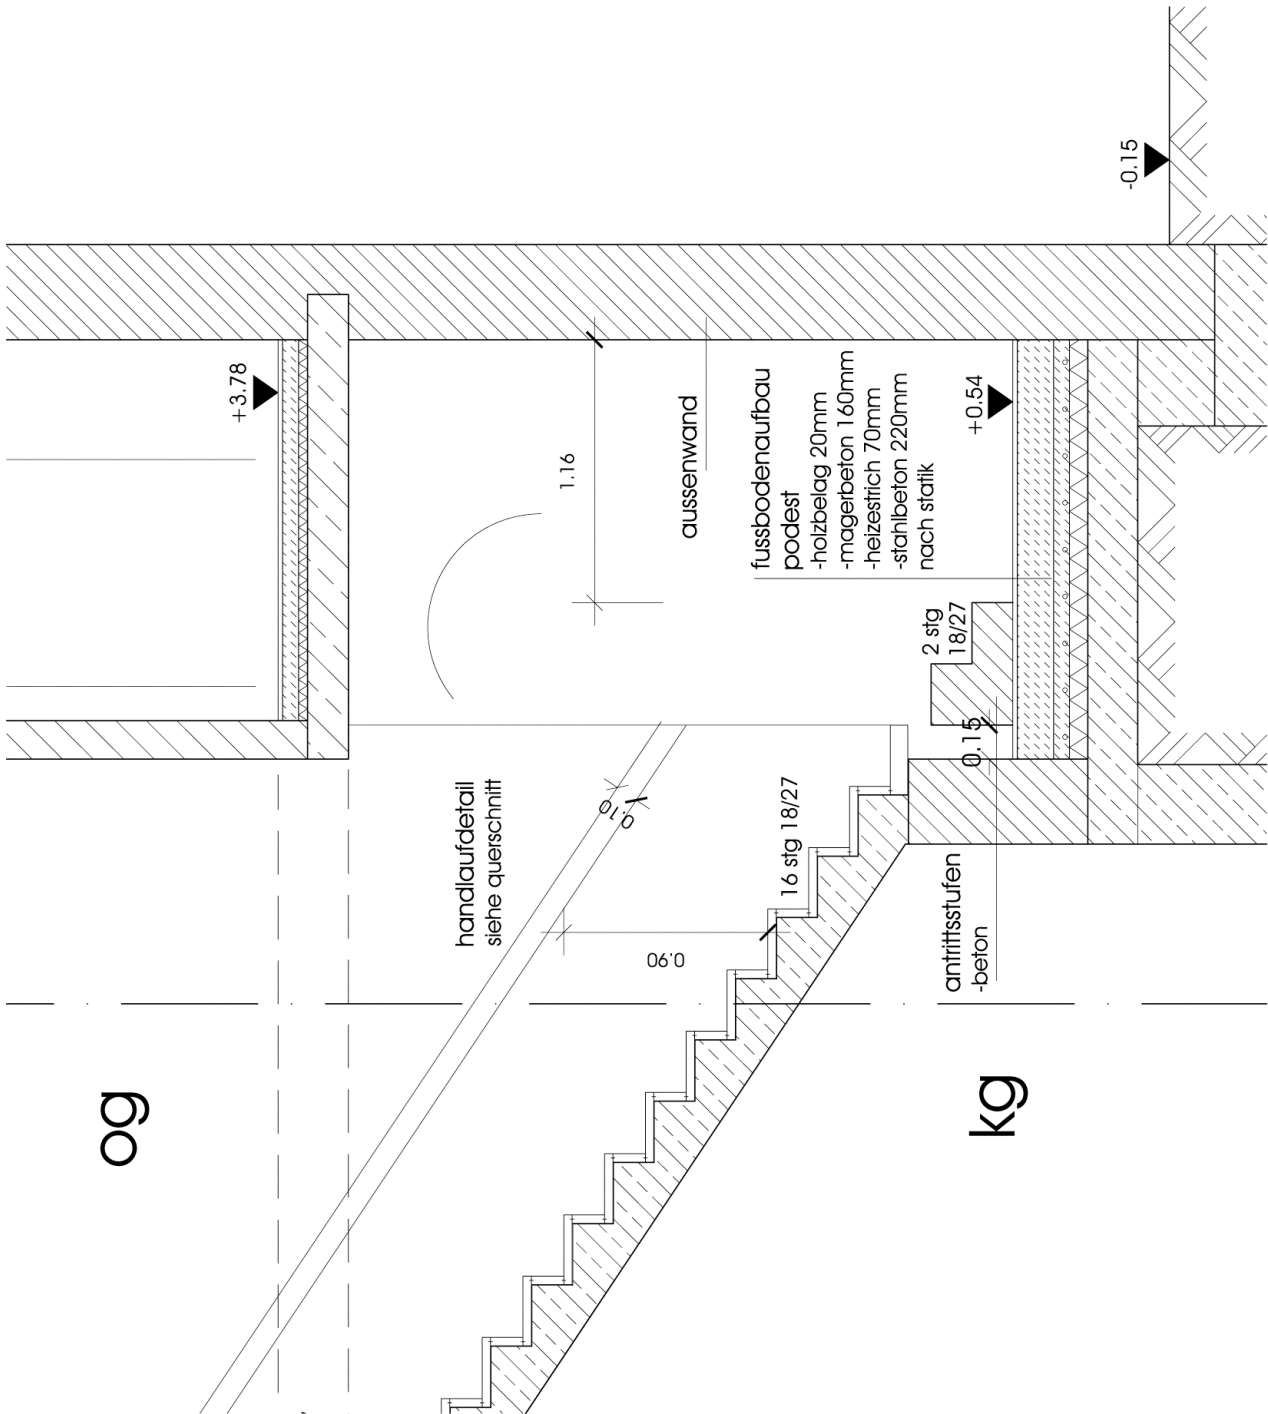 -0.15
+3.78
1.16
aussenwand
fussbodenaufbau
podest
-holzbelag 20mm
-magerbeton 160mm
-heizestrich 70mm
-stahlbeton 220mm
nach statik
+0.54
2 stg
18/27
0.15
handlaufdetail
siehe querschnitt
0.10
16 stg 18/27
0.90
antrittsstufen
-beton
og
kg